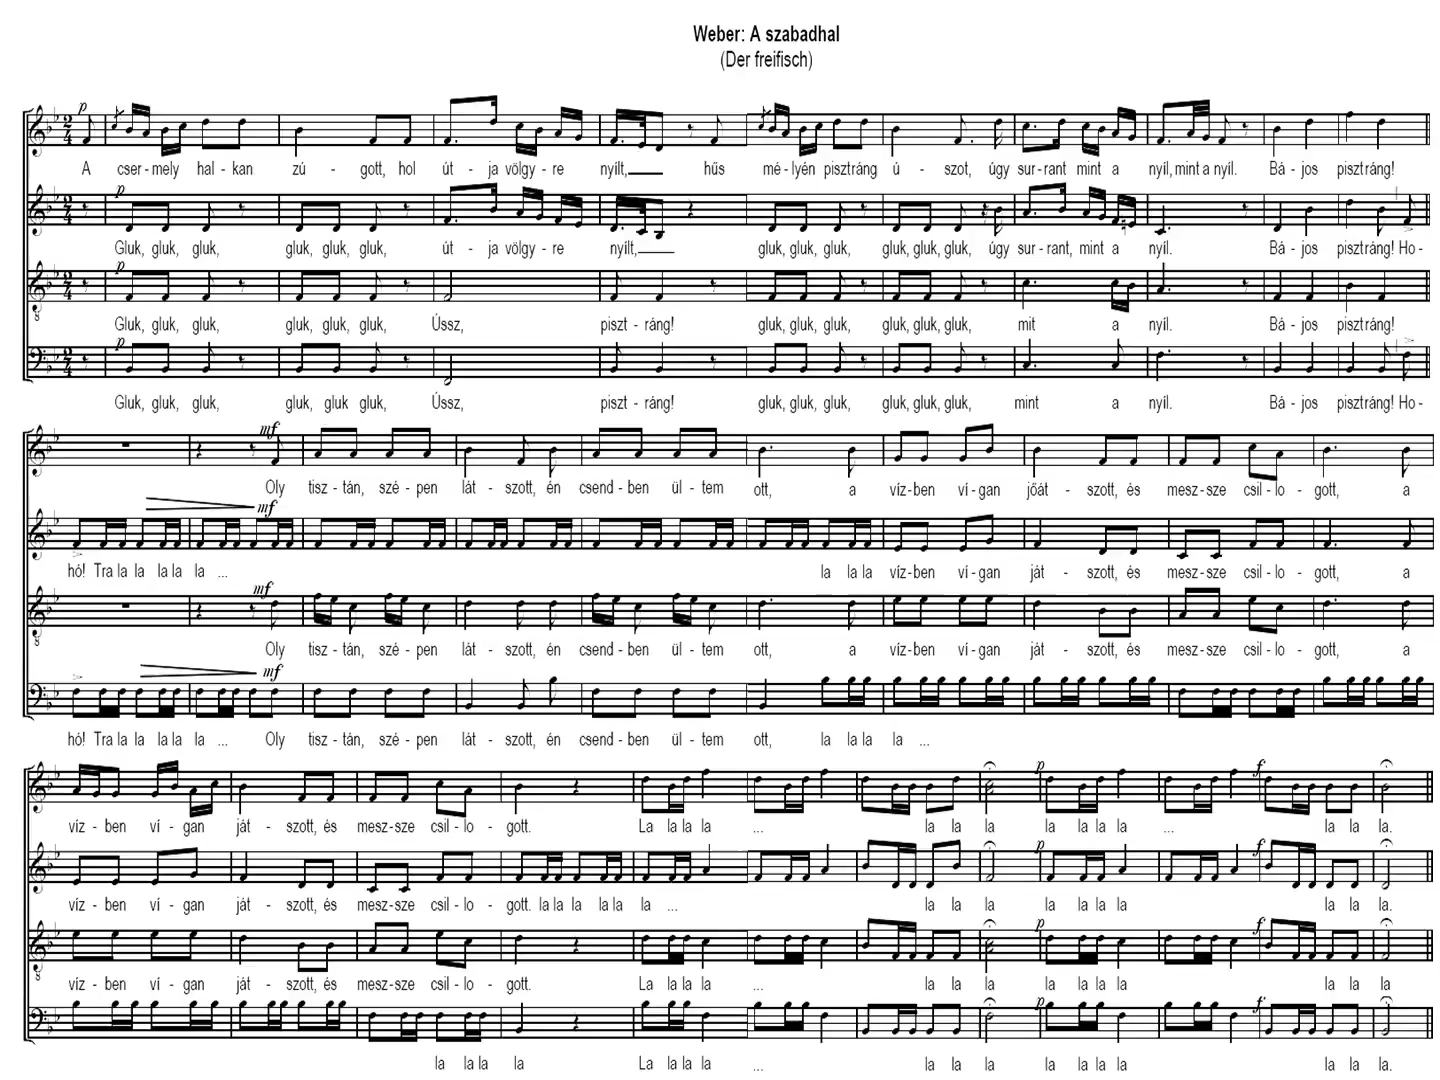 Weber: A szabadhal
(Der freifisch)
p
A cser-mely hal-kan zú - gott, hol út - ja völgy-re nyílt, hűs mé-lyén pisztráng ú - szot, úgy sur-rant mint a nyíl, mint a nyíl. Bá-jos pisztráng!
p
Gluk, gluk, gluk, gluk, gluk, gluk, út - ja völgy-re nyílt, gluk, gluk, gluk, gluk, gluk, gluk, úgy sur-rant, mint a nyíl. Bá-jos pisztráng! Ho-
p
Gluk, gluk, gluk, gluk, gluk, gluk, Ússz, piszt-ráng! gluk, gluk, gluk, gluk, gluk, gluk, mit a nyíl. Bá-jos pisztráng!
p
Gluk, gluk, gluk, gluk, gluk gluk, Ússz, piszt-ráng! gluk, gluk, gluk, gluk, gluk, gluk, mint a nyíl. Bá-jos pisztráng! Ho-
mf
Oly tisz-tán, szé-pen lát-szott, én csend-ben ül-tem ott, a víz-ben ví-gan jőát-szott, és mesz-sze csil-lo-gott, a
mf
hó! Tra la la la la la ... la la la víz-ben ví-gan ját-szott, és mesz-sze csil-lo-gott, a
mf
Oly tisz-tán, szé-pen lát-szott, én csend-ben ül-tem ott, a víz-ben ví-gan ját-szott, és mesz-sze csil-lo-gott, a
mf
hó! Tra la la la la la ... Oly tisz-tán, szé-pen lát-szott, én csend-ben ül-tem ott, la la la la ...
p f
víz-ben ví-gan ját-szott, és mesz-sze csil-lo-gott. La la la la ... la la la la la la la ... la la la.
p f
víz-ben ví-gan ját-szott, és mesz-sze csil-lo-gott. la la la la la la ... la la la la la la la la la la.
p f
víz-ben ví-gan ját-szott, és mesz-sze csil-lo-gott. La la la la ... la la la la la la la la la la.
p f
la la la la La la la la ... la la la la la la la la la la.